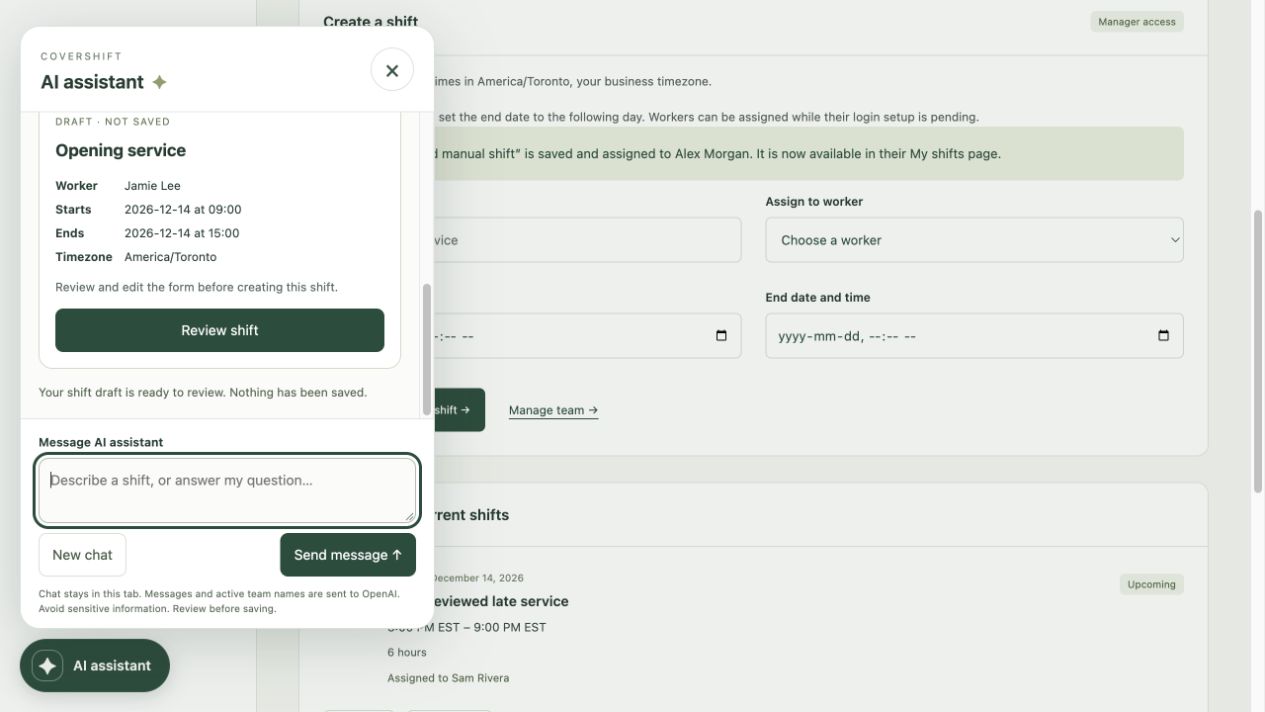 Create a shift
Manager access
COVERSHIFT
AI assistant
DRAFT · NOT SAVED
Opening service
Worker Jamie Lee
Starts 2026-12-14 at 09:00
Ends 2026-12-14 at 15:00
Timezone America/Toronto
Review and edit the form before creating this shift.
Review shift
Your shift draft is ready to review. Nothing has been saved.
Message AI assistant
Describe a shift, or answer my question...
New chat
Send message ↑
Chat stays in this tab. Messages and active team names are sent to OpenAI.
Avoid sensitive information. Review before saving.
AI assistant
in America/Toronto, your business timezone.
set the end date to the following day. Workers can be assigned while their login setup is pending.
manual shift" is saved and assigned to Alex Morgan. It is now available in their My shifts page.
Assign to worker
Choose a worker
End date and time
yyyy-mm-dd, --:-- --
shift →
Manage team →
shifts
December 14, 2026
Upcoming
late service
PM EST – 9:00 PM EST
6 hours
Assigned to Sam Rivera